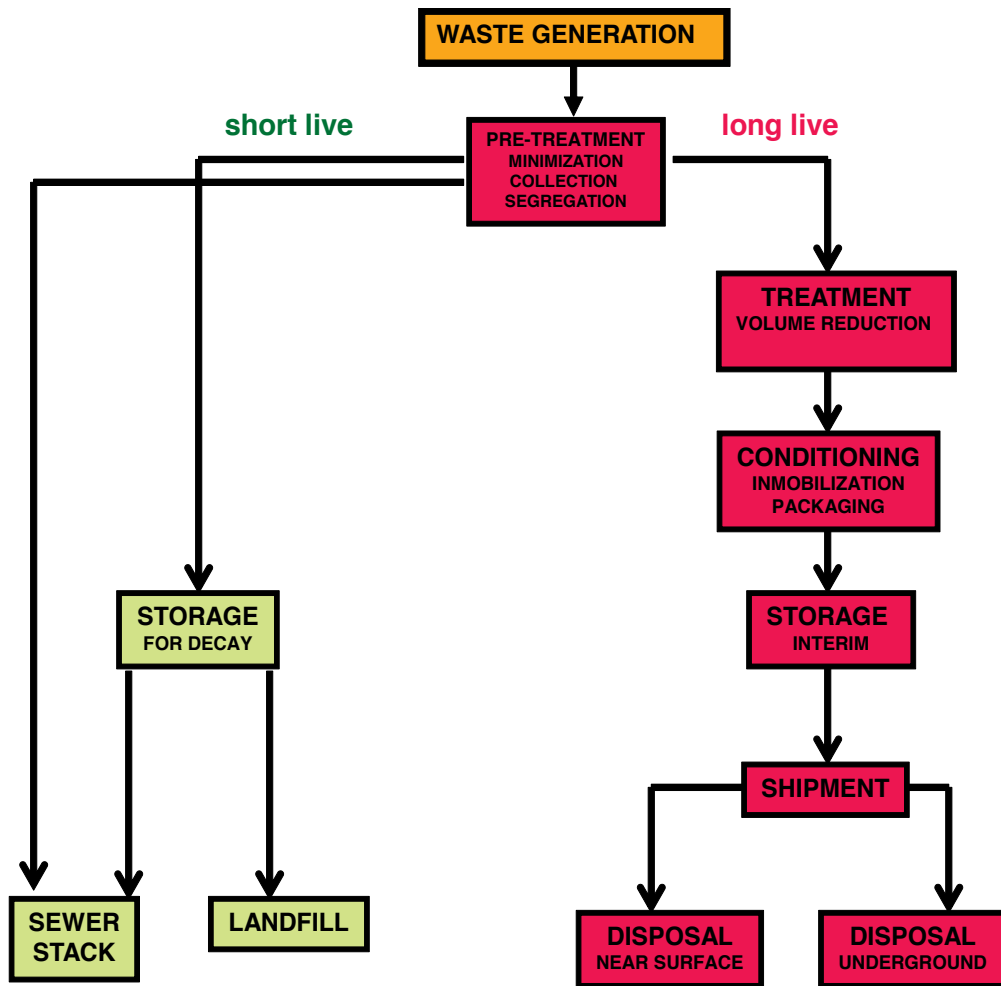 WASTE GENERATION
short live
long live
PRE-TREATMENT
MINIMIZATION
COLLECTION
SEGREGATION
TREATMENT
VOLUME REDUCTION
CONDITIONING
INMOBILIZATION
PACKAGING
STORAGE
FOR DECAY
STORAGE
INTERIM
SHIPMENT
SEWER
STACK
LANDFILL
DISPOSAL
NEAR SURFACE
DISPOSAL
UNDERGROUND